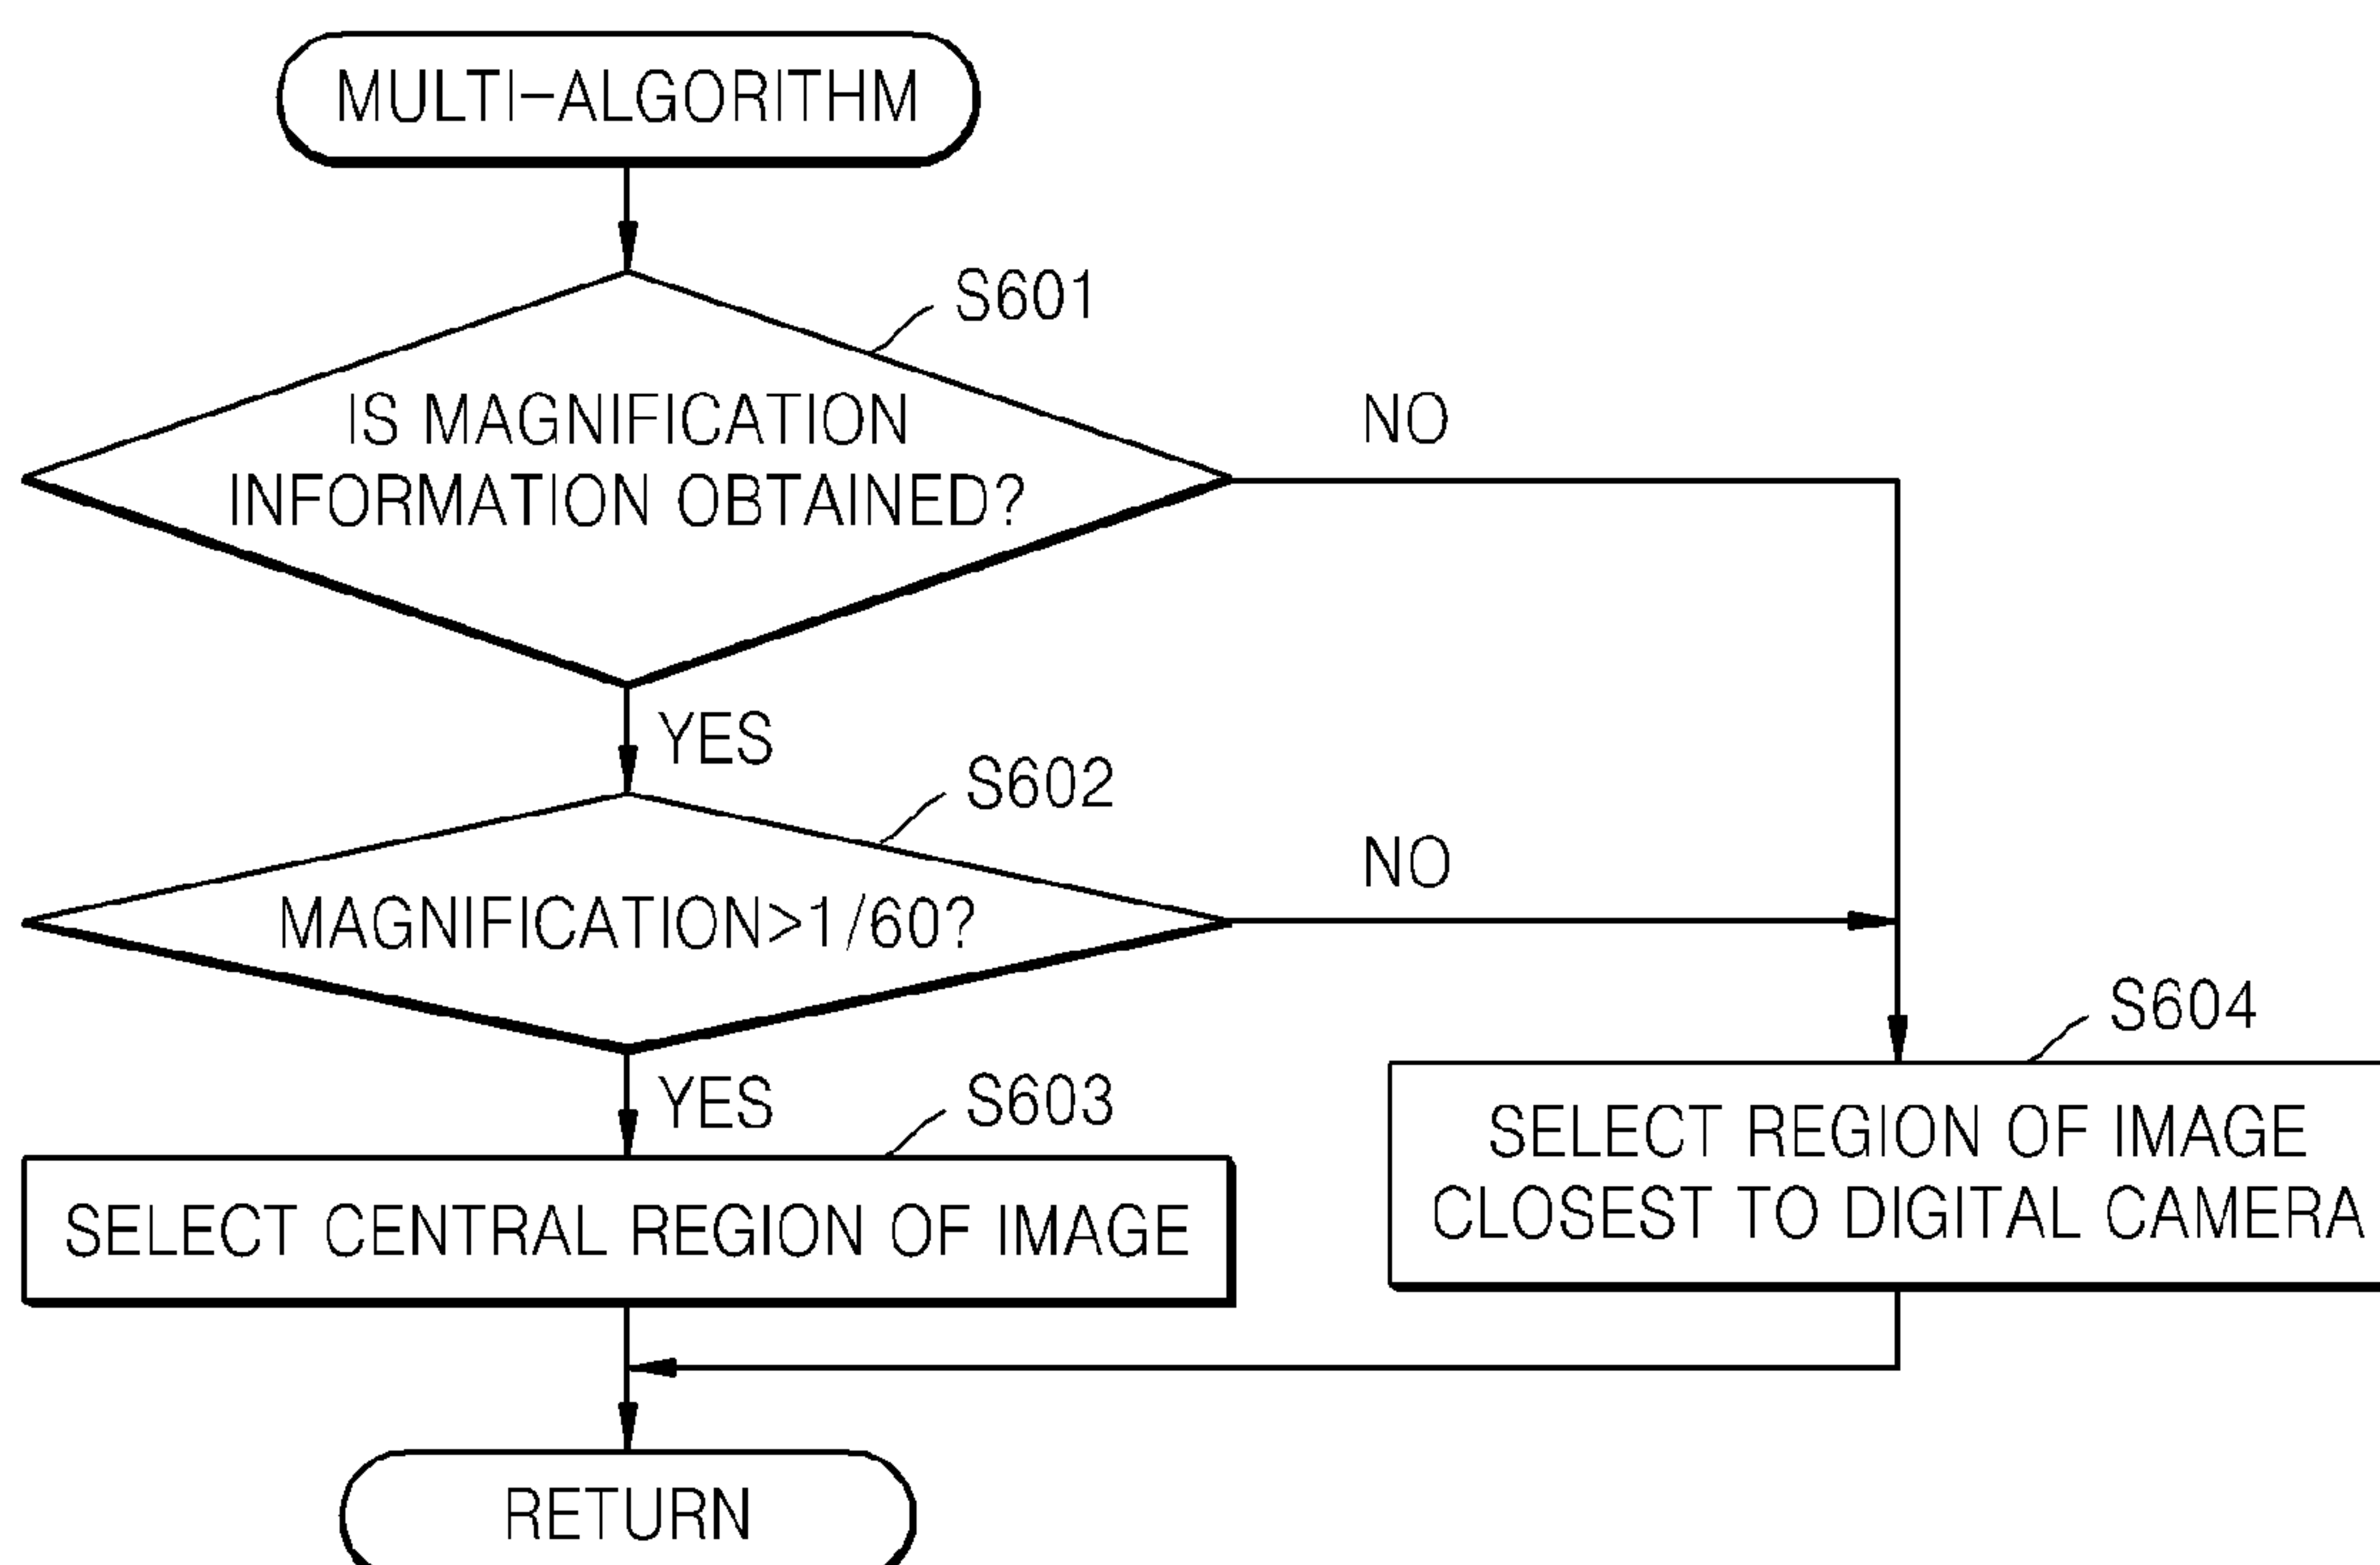 MULTI-ALGORITHM
S601
IS MAGNIFICATION
INFORMATION OBTAINED?
NO
YES
S602
MAGNIFICATION>1/60?
NO
YES
S603
SELECT CENTRAL REGION OF IMAGE
S604
SELECT REGION OF IMAGE
CLOSEST TO DIGITAL CAMERA
RETURN